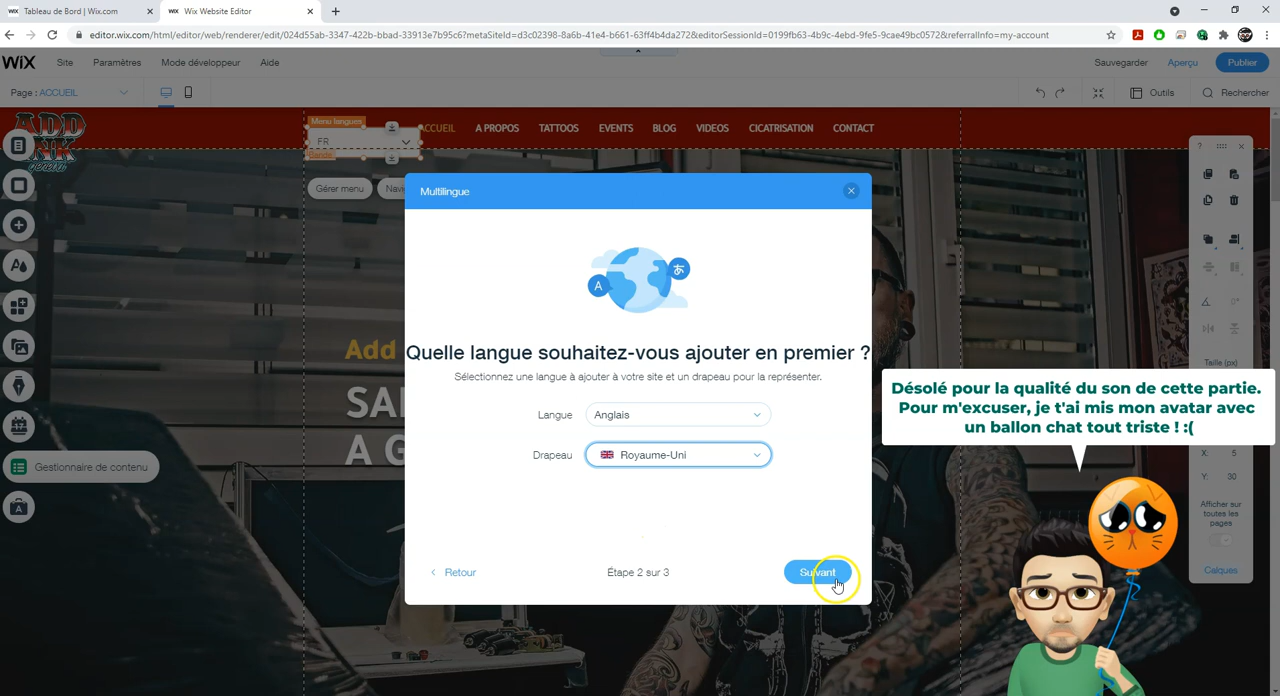 Tableau de Bord | Wix.com
Wix Website Editor
editor.wix.com/html/editor/web/renderer/edit/024d55ab-3347-422b-bbad-33913e7b95c6?metaSiteId=d3c02398-8a6b-41e4-b661-63ff4b4da272&editorSessionId=0199fb63-4b9c-4ebd-9fe5-9cae49bc0572&referralInfo=my-account
WIX
Site
Paramètres
Mode développeur
Aide
Sauvegarder
Aperçu
Publier
Page : ACCUEIL
Outils
Rechercher
ADD
INK
Menu langues
FR
ACCUEIL
A PROPOS
TATTOOS
EVENTS
BLOG
VIDEOS
CICATRISATION
CONTACT
Gérer menu
Navi
Multilingue
A
あ
Add
Quelle langue souhaitez-vous ajouter en premier ?
Sélectionnez une langue à ajouter à votre site et un drapeau pour la représenter.
Langue
Anglais
Drapeau
Royaume-Uni
Retour
Étape 2 sur 3
Suivant
Gestionnaire de contenu
Taille (px)
Désolé pour la qualité du son de cette partie.
Pour m'excuser, je t'ai mis mon avatar avec
un ballon chat tout triste ! :(
X:
5
Y:
30
Afficher sur
toutes les
pages
Calques